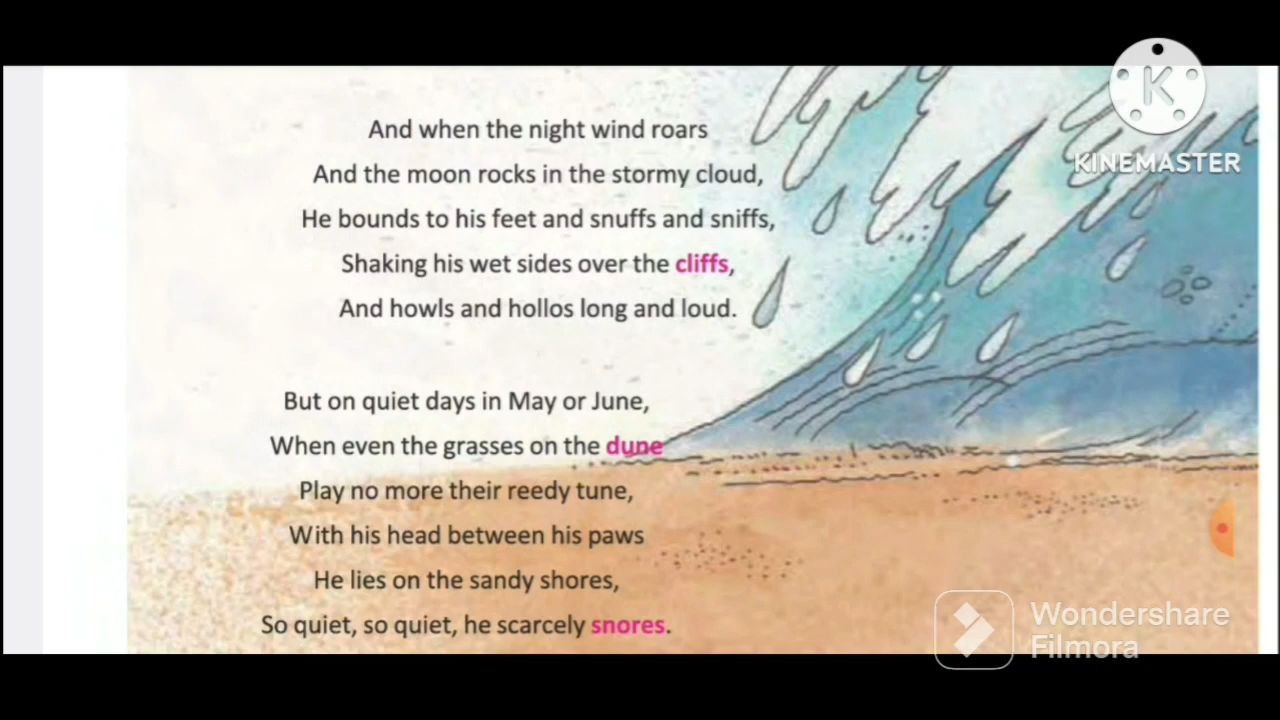 And when the night wind roars
And the moon rocks in the stormy cloud,
He bounds to his feet and snuffs and sniffs,
Shaking his wet sides over the cliffs,
And howls and hollos long and loud.
But on quiet days in May or June,
When even the grasses on the dune
Play no more their reedy tune,
With his head between his paws
He lies on the sandy shores,
So quiet, so quiet, he scarcely snores.
K
KINEMASTER
Wondershare
Filmora